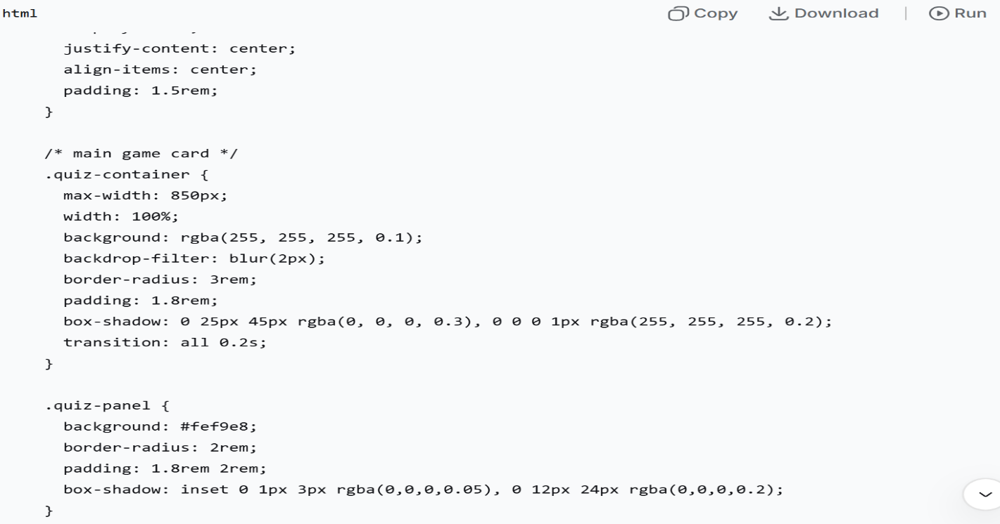 html
Copy
Download
Run
justify-content: center;
align-items: center;
padding: 1.5rem;
}
/* main game card */
.quiz-container {
max-width: 850px;
width: 100%;
background: rgba(255, 255, 255, 0.1);
backdrop-filter: blur(2px);
border-radius: 3rem;
padding: 1.8rem;
box-shadow: 0 25px 45px rgba(0, 0, 0, 0.3), 0 0 0 1px rgba(255, 255, 255, 0.2);
transition: all 0.2s;
}
.quiz-panel {
background: #fef9e8;
border-radius: 2rem;
padding: 1.8rem 2rem;
box-shadow: inset 0 1px 3px rgba(0,0,0,0.05), 0 12px 24px rgba(0,0,0,0.2);
}